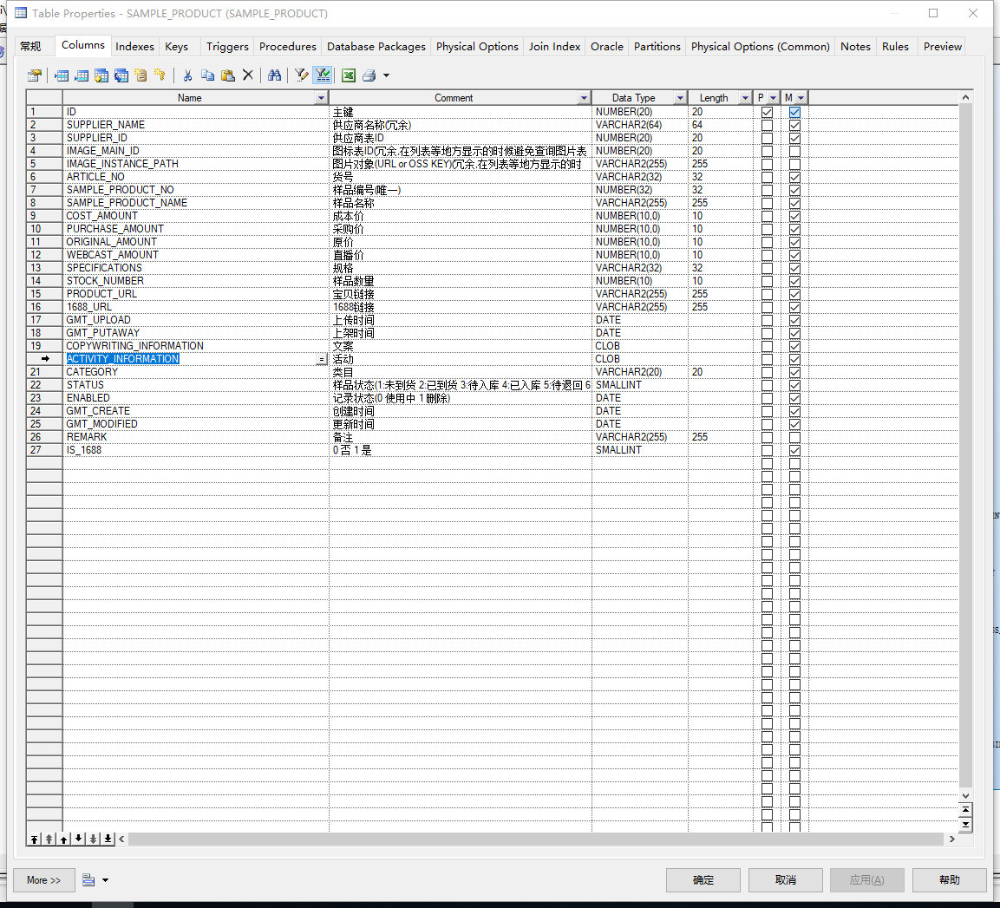 Table Properties - SAMPLE_PRODUCT (SAMPLE_PRODUCT)
常规 Columns Indexes Keys Triggers Procedures Database Packages Physical Options Join Index Oracle Partitions Physical Options (Common) Notes Rules Preview
Name Comment Data Type Length P M
1 ID 主键 NUMBER(20) 20
2 SUPPLIER_NAME 供应商名称(冗余) VARCHAR2(64) 64
3 SUPPLIER_ID 供应商表ID NUMBER(20) 20
4 IMAGE_MAIN_ID 图标表ID(冗余,在列表等地方显示的时候避免查询图片表 NUMBER(20) 20
5 IMAGE_INSTANCE_PATH 图片对象(URL or OSS KEY)(冗余,在列表等地方显示的时 VARCHAR2(255) 255
6 ARTICLE_NO 货号 VARCHAR2(32) 32
7 SAMPLE_PRODUCT_NO 样品编号(唯一) NUMBER(32) 32
8 SAMPLE_PRODUCT_NAME 样品名称 VARCHAR2(255) 255
9 COST_AMOUNT 成本价 NUMBER(10,0) 10
10 PURCHASE_AMOUNT 采购价 NUMBER(10,0) 10
11 ORIGINAL_AMOUNT 原价 NUMBER(10,0) 10
12 WEBCAST_AMOUNT 直播价 NUMBER(10,0) 10
13 SPECIFICATIONS 规格 VARCHAR2(32) 32
14 STOCK_NUMBER 样品数量 NUMBER(10) 10
15 PRODUCT_URL 宝贝链接 VARCHAR2(255) 255
16 1688_URL 1688链接 VARCHAR2(255) 255
17 GMT_UPLOAD 上传时间 DATE
18 GMT_PUTAWAY 上架时间 DATE
19 COPYWRITING_INFORMATION 文案 CLOB
ACTIVITY_INFORMATION = 活动 CLOB
21 CATEGORY 类目 VARCHAR2(20) 20
22 STATUS 样品状态(1:未到货 2:已到货 3:待入库 4:已入库 5:待退回 6 SMALLINT
23 ENABLED 记录状态(0 使用中 1 删除) DATE
24 GMT_CREATE 创建时间 DATE
25 GMT_MODIFIED 更新时间 DATE
26 REMARK 备注 VARCHAR2(255) 255
27 IS_1688 0 否 1 是 SMALLINT
More >> 确定 取消 应用(A) 帮助